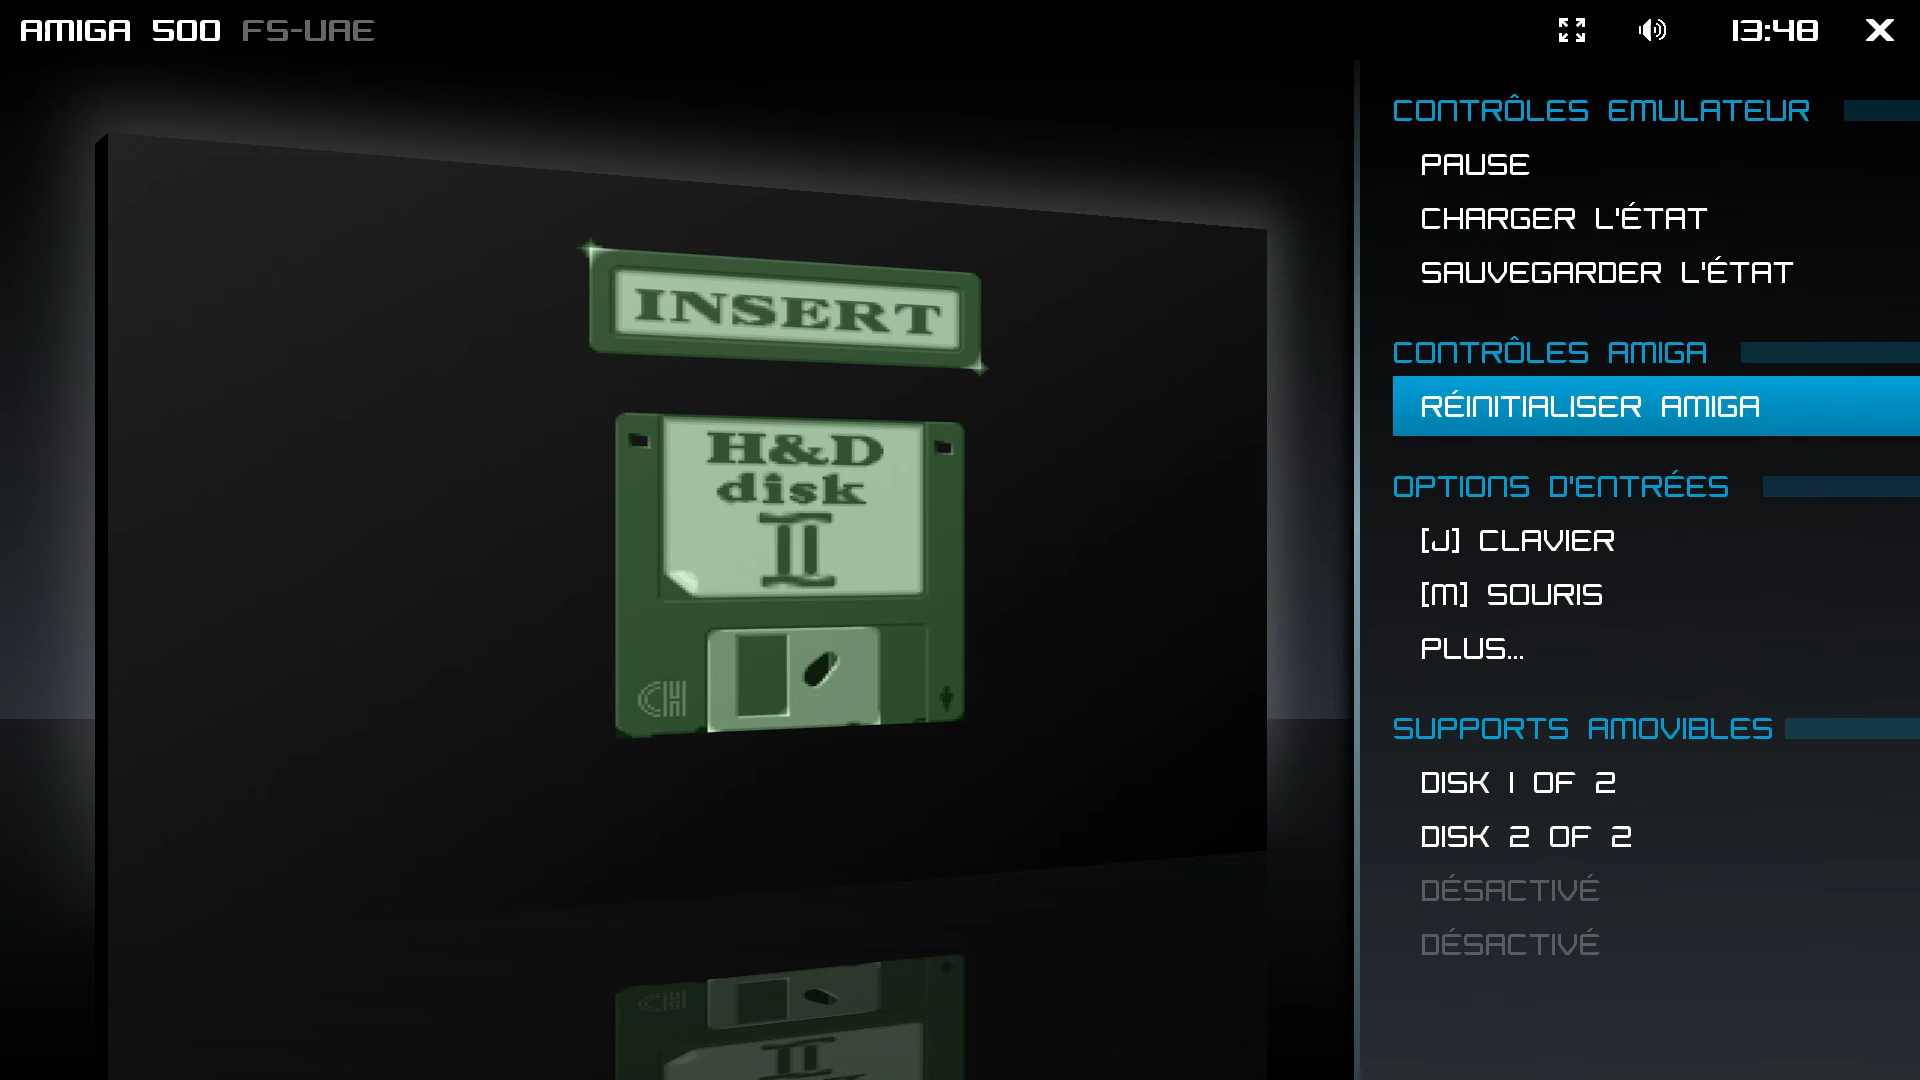 AMIGA 500 FS-UAE
13:48 X
INSERT
H&D
disk
II
CH
CONTRÔLES EMULATEUR
PAUSE
CHARGER L'ÉTAT
SAUVEGARDER L'ÉTAT
CONTRÔLES AMIGA
RÉINITIALISER AMIGA
OPTIONS D'ENTRÉES
[J] CLAVIER
[M] SOURIS
PLUS...
SUPPORTS AMOVIBLES
DISK 1 OF 2
DISK 2 OF 2
DÉSACTIVÉ
DÉSACTIVÉ